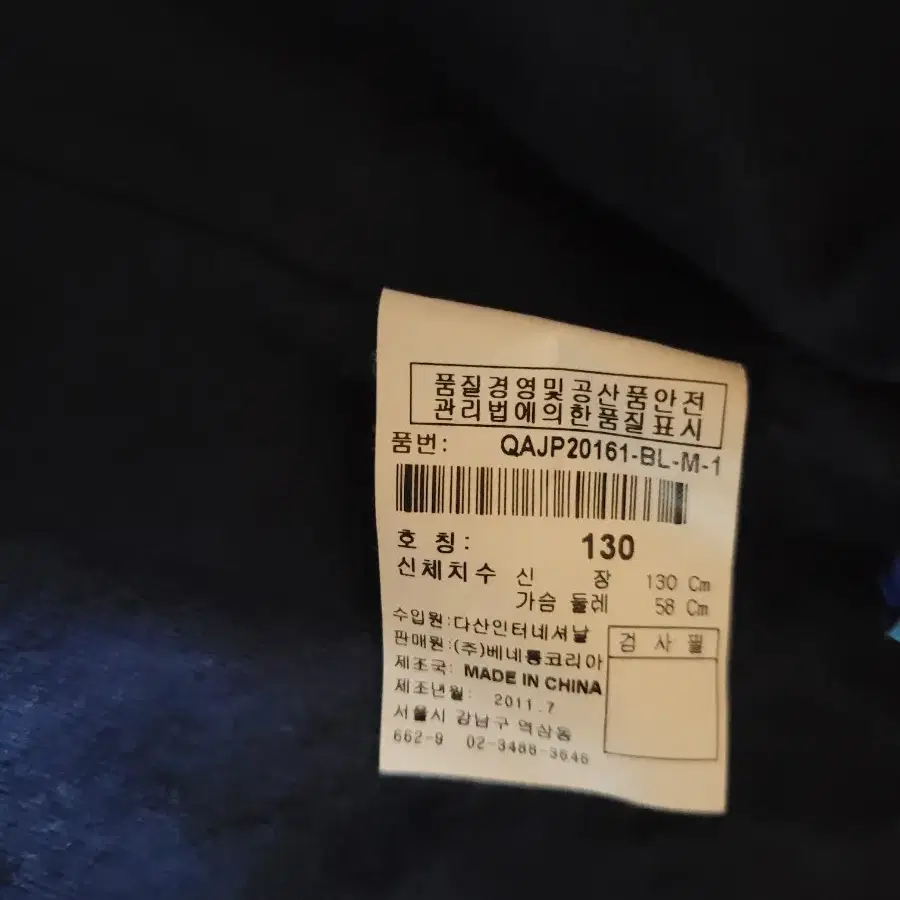 품질경영및공산품안전
관리법에의한품질표시
품번: QAJP20161-BL-M-1
호 칭: 130
신체치수 신 장 130 Cm
가슴 둘레 58 Cm
수입원:다산인터네셔날
판매원:(주)베네통코리아
검 사 필
제조국: MADE IN CHINA
제조년월: 2011.7
서울시 강남구 역삼동
662-9 02-3488-3646